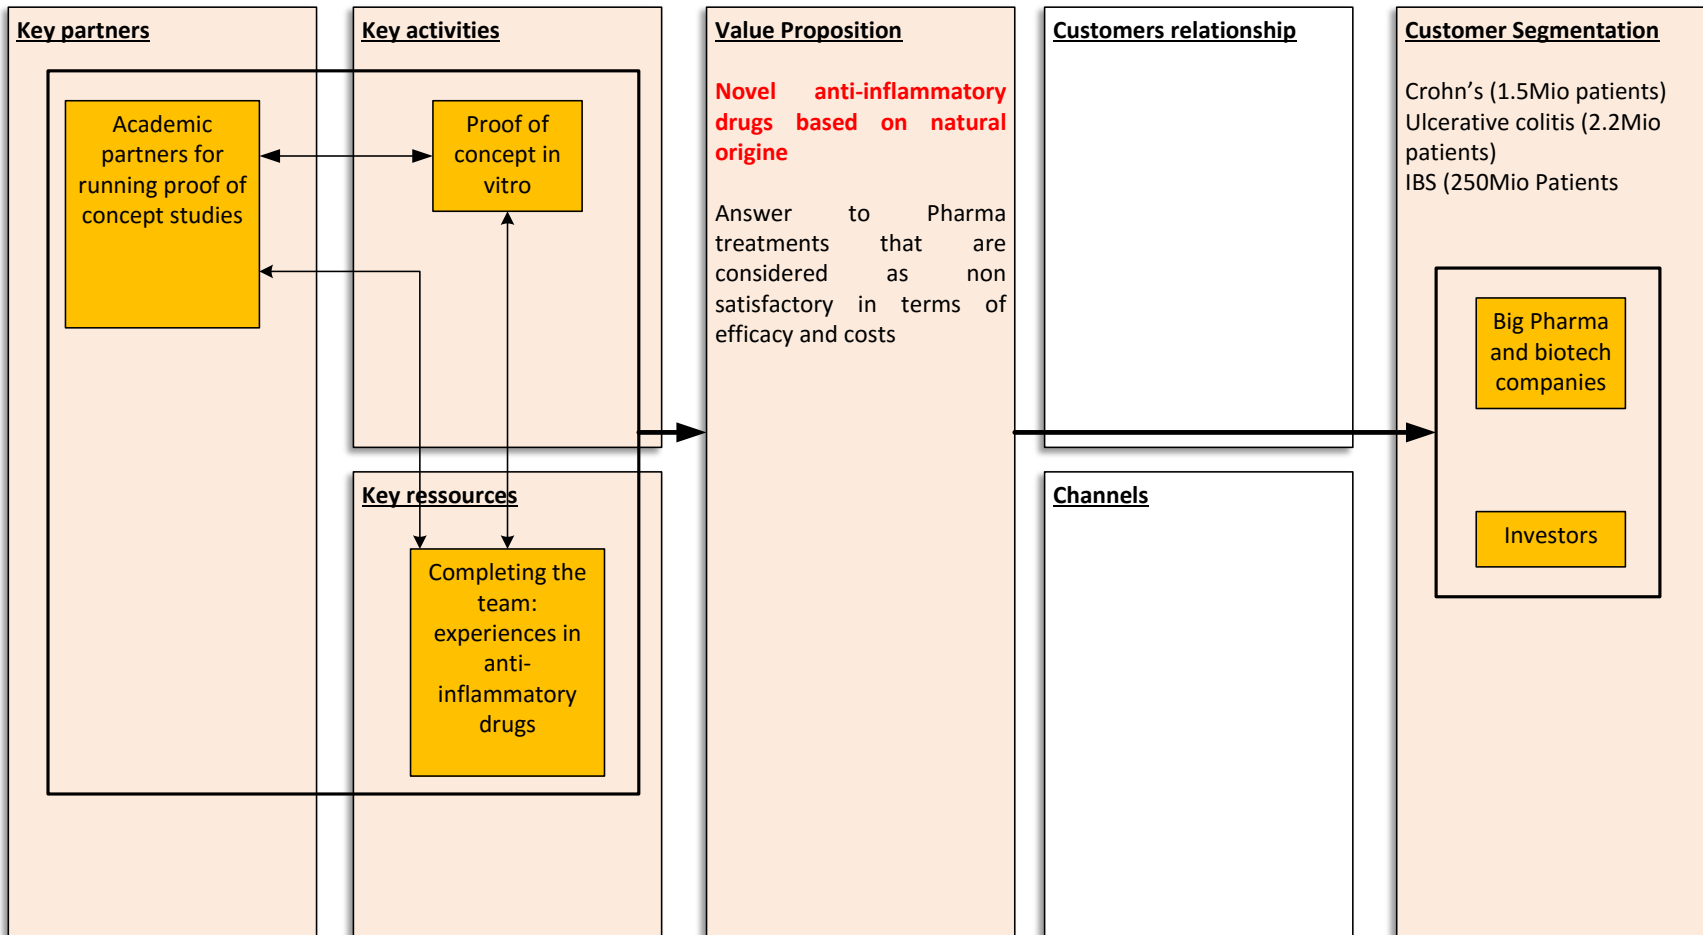 Key partners
Academic
partners for
running proof of
concept studies
Key activities
Proof of
concept in
vitro
Key ressources
Completing the
team:
experiences in
anti-
inflammatory
drugs
Value Proposition
Novel anti-inflammatory
drugs based on natural
origine
Answer to Pharma
treatments that are
considered as non
satisfactory in terms of
efficacy and costs
Customers relationship
Channels
Customer Segmentation
Crohn’s (1.5Mio patients)
Ulcerative colitis (2.2Mio
patients)
IBS (250Mio Patients
Big Pharma
and biotech
companies
Investors